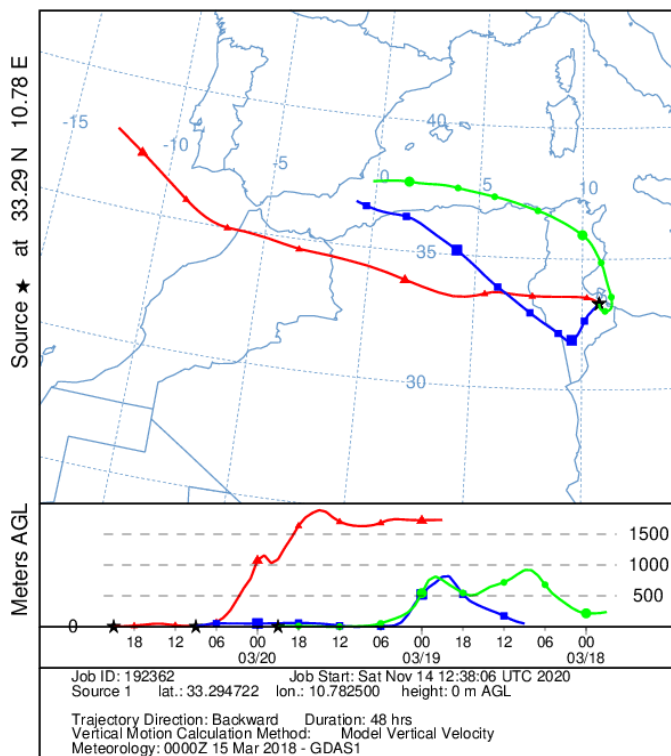 Source ★ at 33.29 N 10.78 E
-15
-10
-5
0
5
10
40
35
30
Meters AGL
1500
1000
500
0
18 12 06 00 18 12 06 00 18 12 06 00
03/20 03/19 03/18
Job ID: 192362 Job Start: Sat Nov 14 12:38:06 UTC 2020
Source 1 lat.: 33.294722 lon.: 10.782500 height: 0 m AGL
Trajectory Direction: Backward Duration: 48 hrs
Vertical Motion Calculation Method: Model Vertical Velocity
Meteorology: 0000Z 15 Mar 2018 - GDAS1